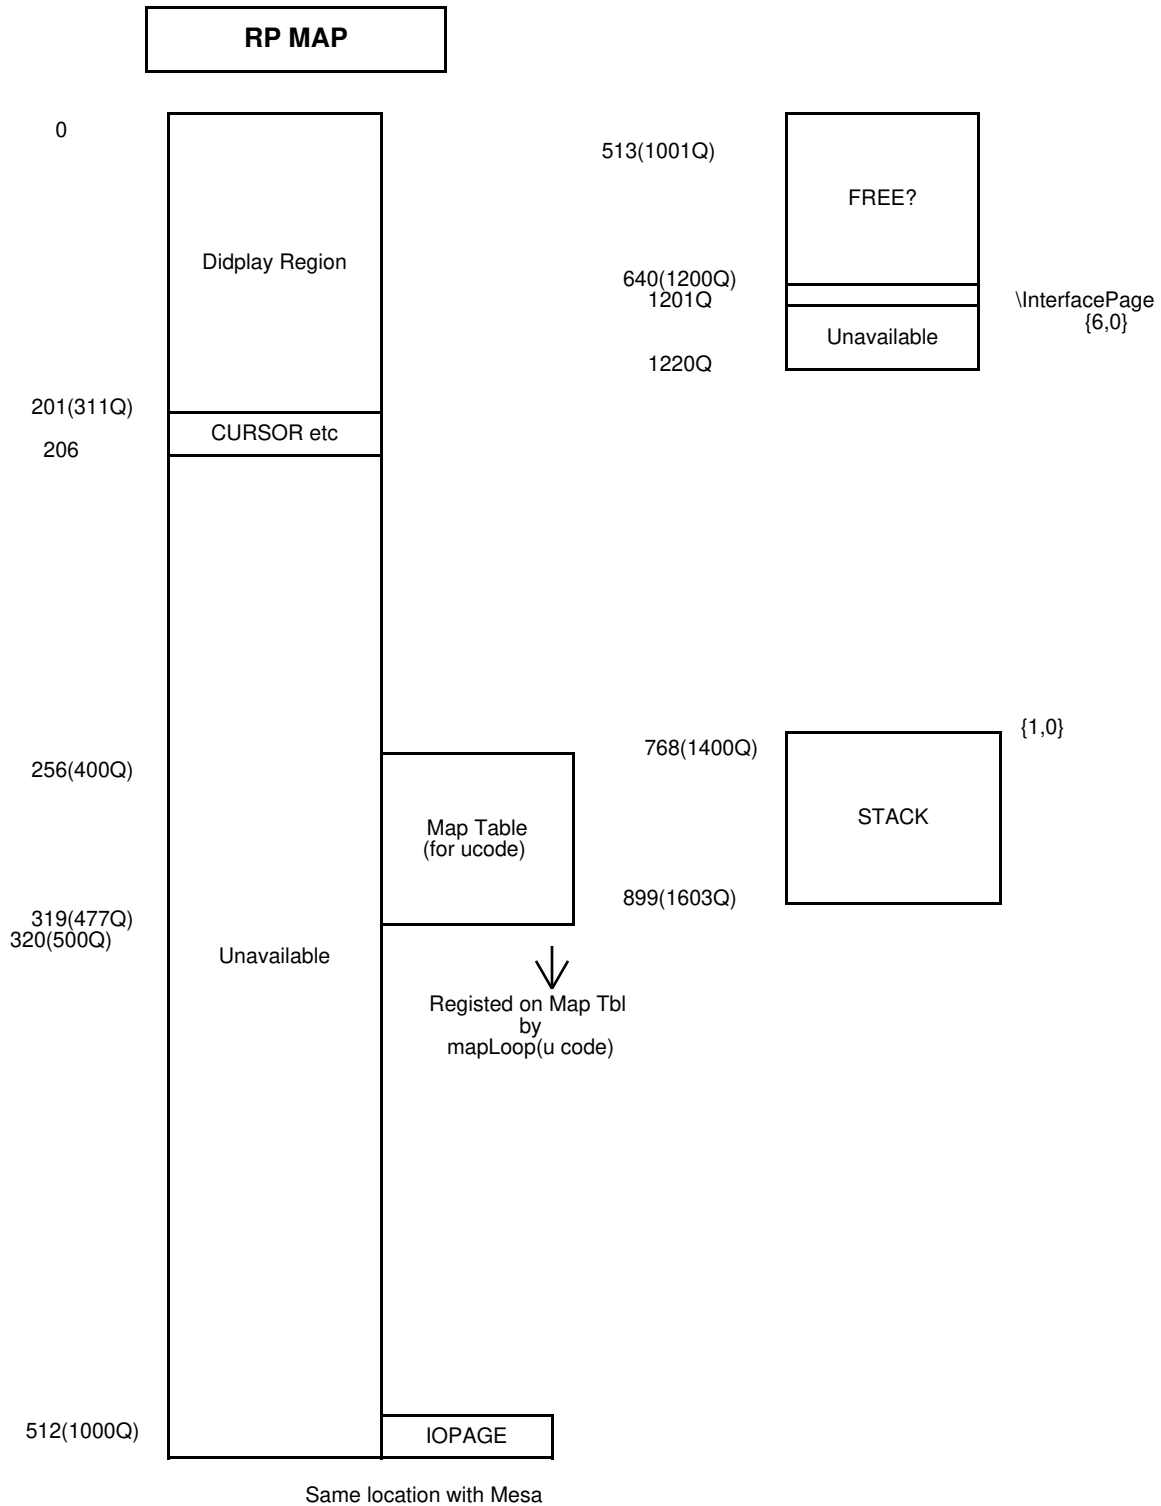 RP MAP
0
513(1001Q)
FREE?
Didplay Region
640(1200Q)
1201Q
\InterfacePage
{6,0}
Unavailable
1220Q
201(311Q)
CURSOR etc
206
{1,0}
768(1400Q)
256(400Q)
STACK
Map Table
(for ucode)
899(1603Q)
319(477Q)
320(500Q)
Unavailable
Registed on Map Tbl
by
mapLoop(u code)
512(1000Q)
IOPAGE
Same location with Mesa